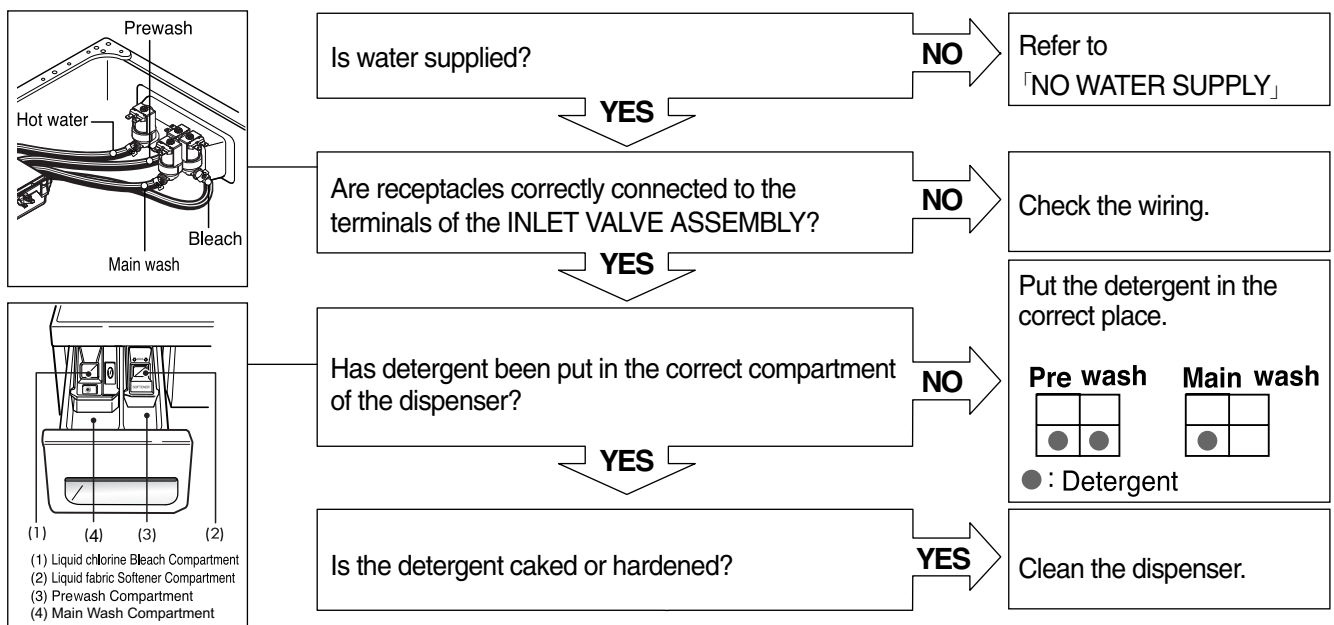 Prewash
Hot water
Bleach
Main wash
Is water supplied?
NO
Refer to
「NO WATER SUPPLY」
YES
Are receptacles correctly connected to the
terminals of the INLET VALVE ASSEMBLY?
NO
Check the wiring.
YES
Has detergent been put in the correct compartment
of the dispenser?
NO
Put the detergent in the
correct place.
Pre wash Main wash
: Detergent
YES
SOFTENER
(1) (4) (3) (2)
(1) Liquid chlorine Bleach Compartment
(2) Liquid fabric Softener Compartment
(3) Prewash Compartment
(4) Main Wash Compartment
Is the detergent caked or hardened?
YES
Clean the dispenser.